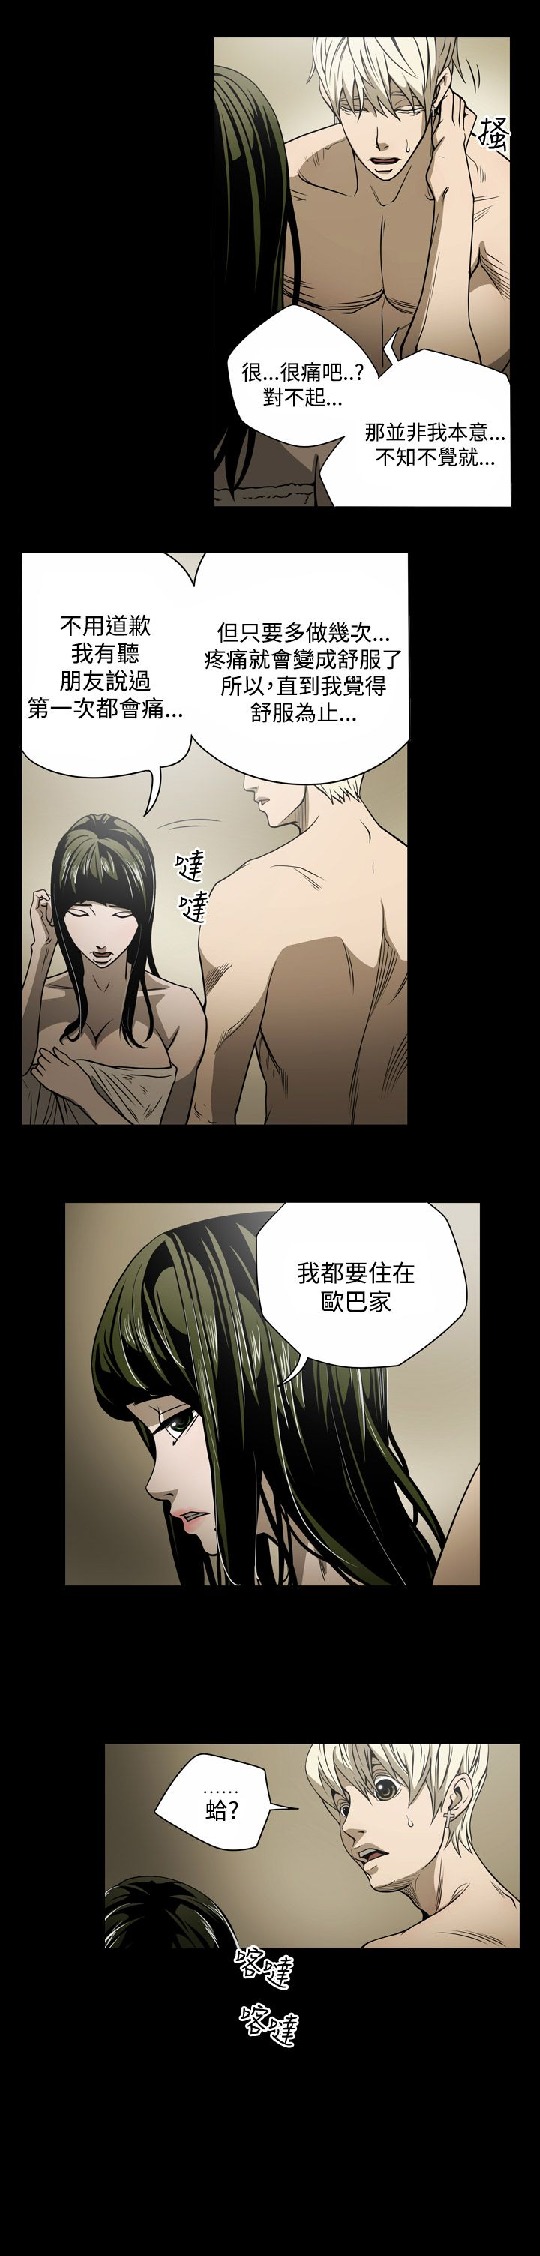 搔
很...很痛吧..?
對不起...
那並非我本意...
不知不覺就...
不用道歉
我有聽
朋友說過
第一次都會痛...
但只要多做幾次...
疼痛就會變成舒服了
所以,直到我覺得
舒服為止...
噠
噠
我都要住在
歐巴家
......
蛤?
喀噠
喀噠